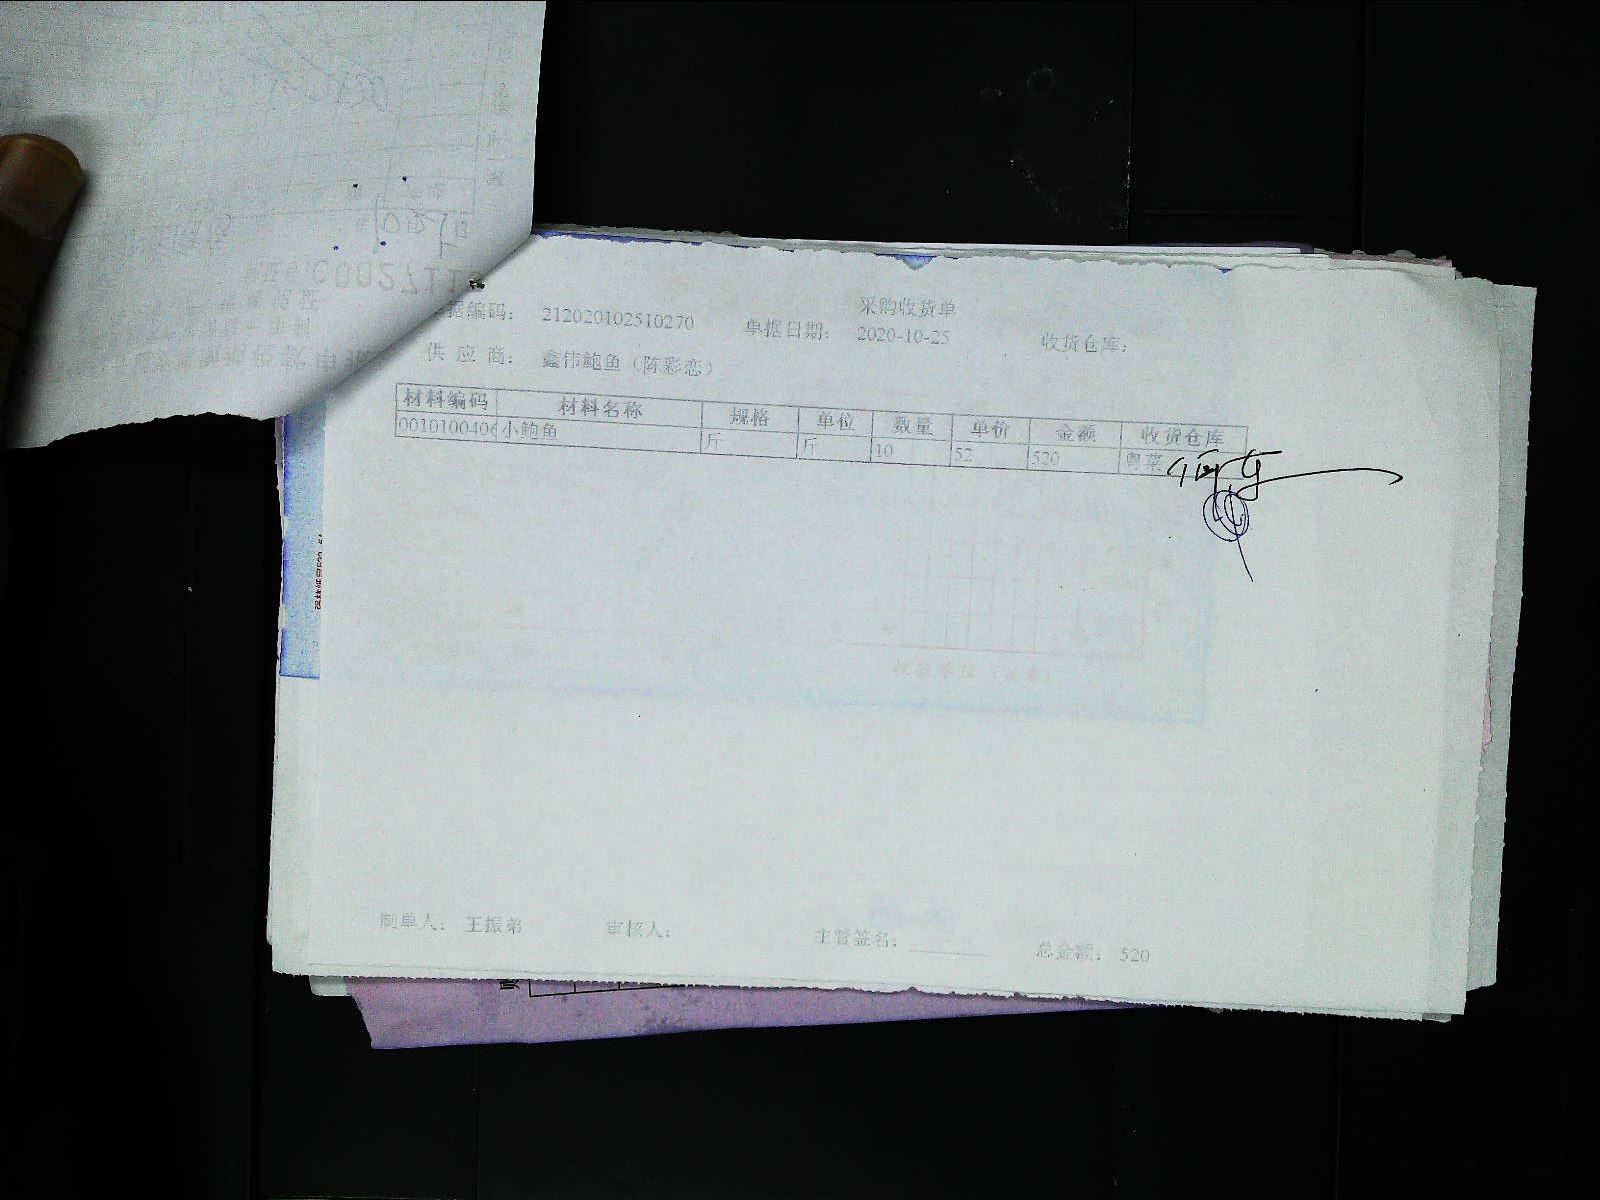 采购收货单
据编码: 212020102510270 单据日期: 2020-10-25 收货仓库:
供应商: 鑫伟鲍鱼（陈彩恋）
材料编码 材料名称 规格 单位 数量 单价 金额 收货仓库
0010100406 小鲍鱼 斤 斤 10 52 520 粤菜
制单人: 王振弟 审核人: 主管签名: 总金额: 520